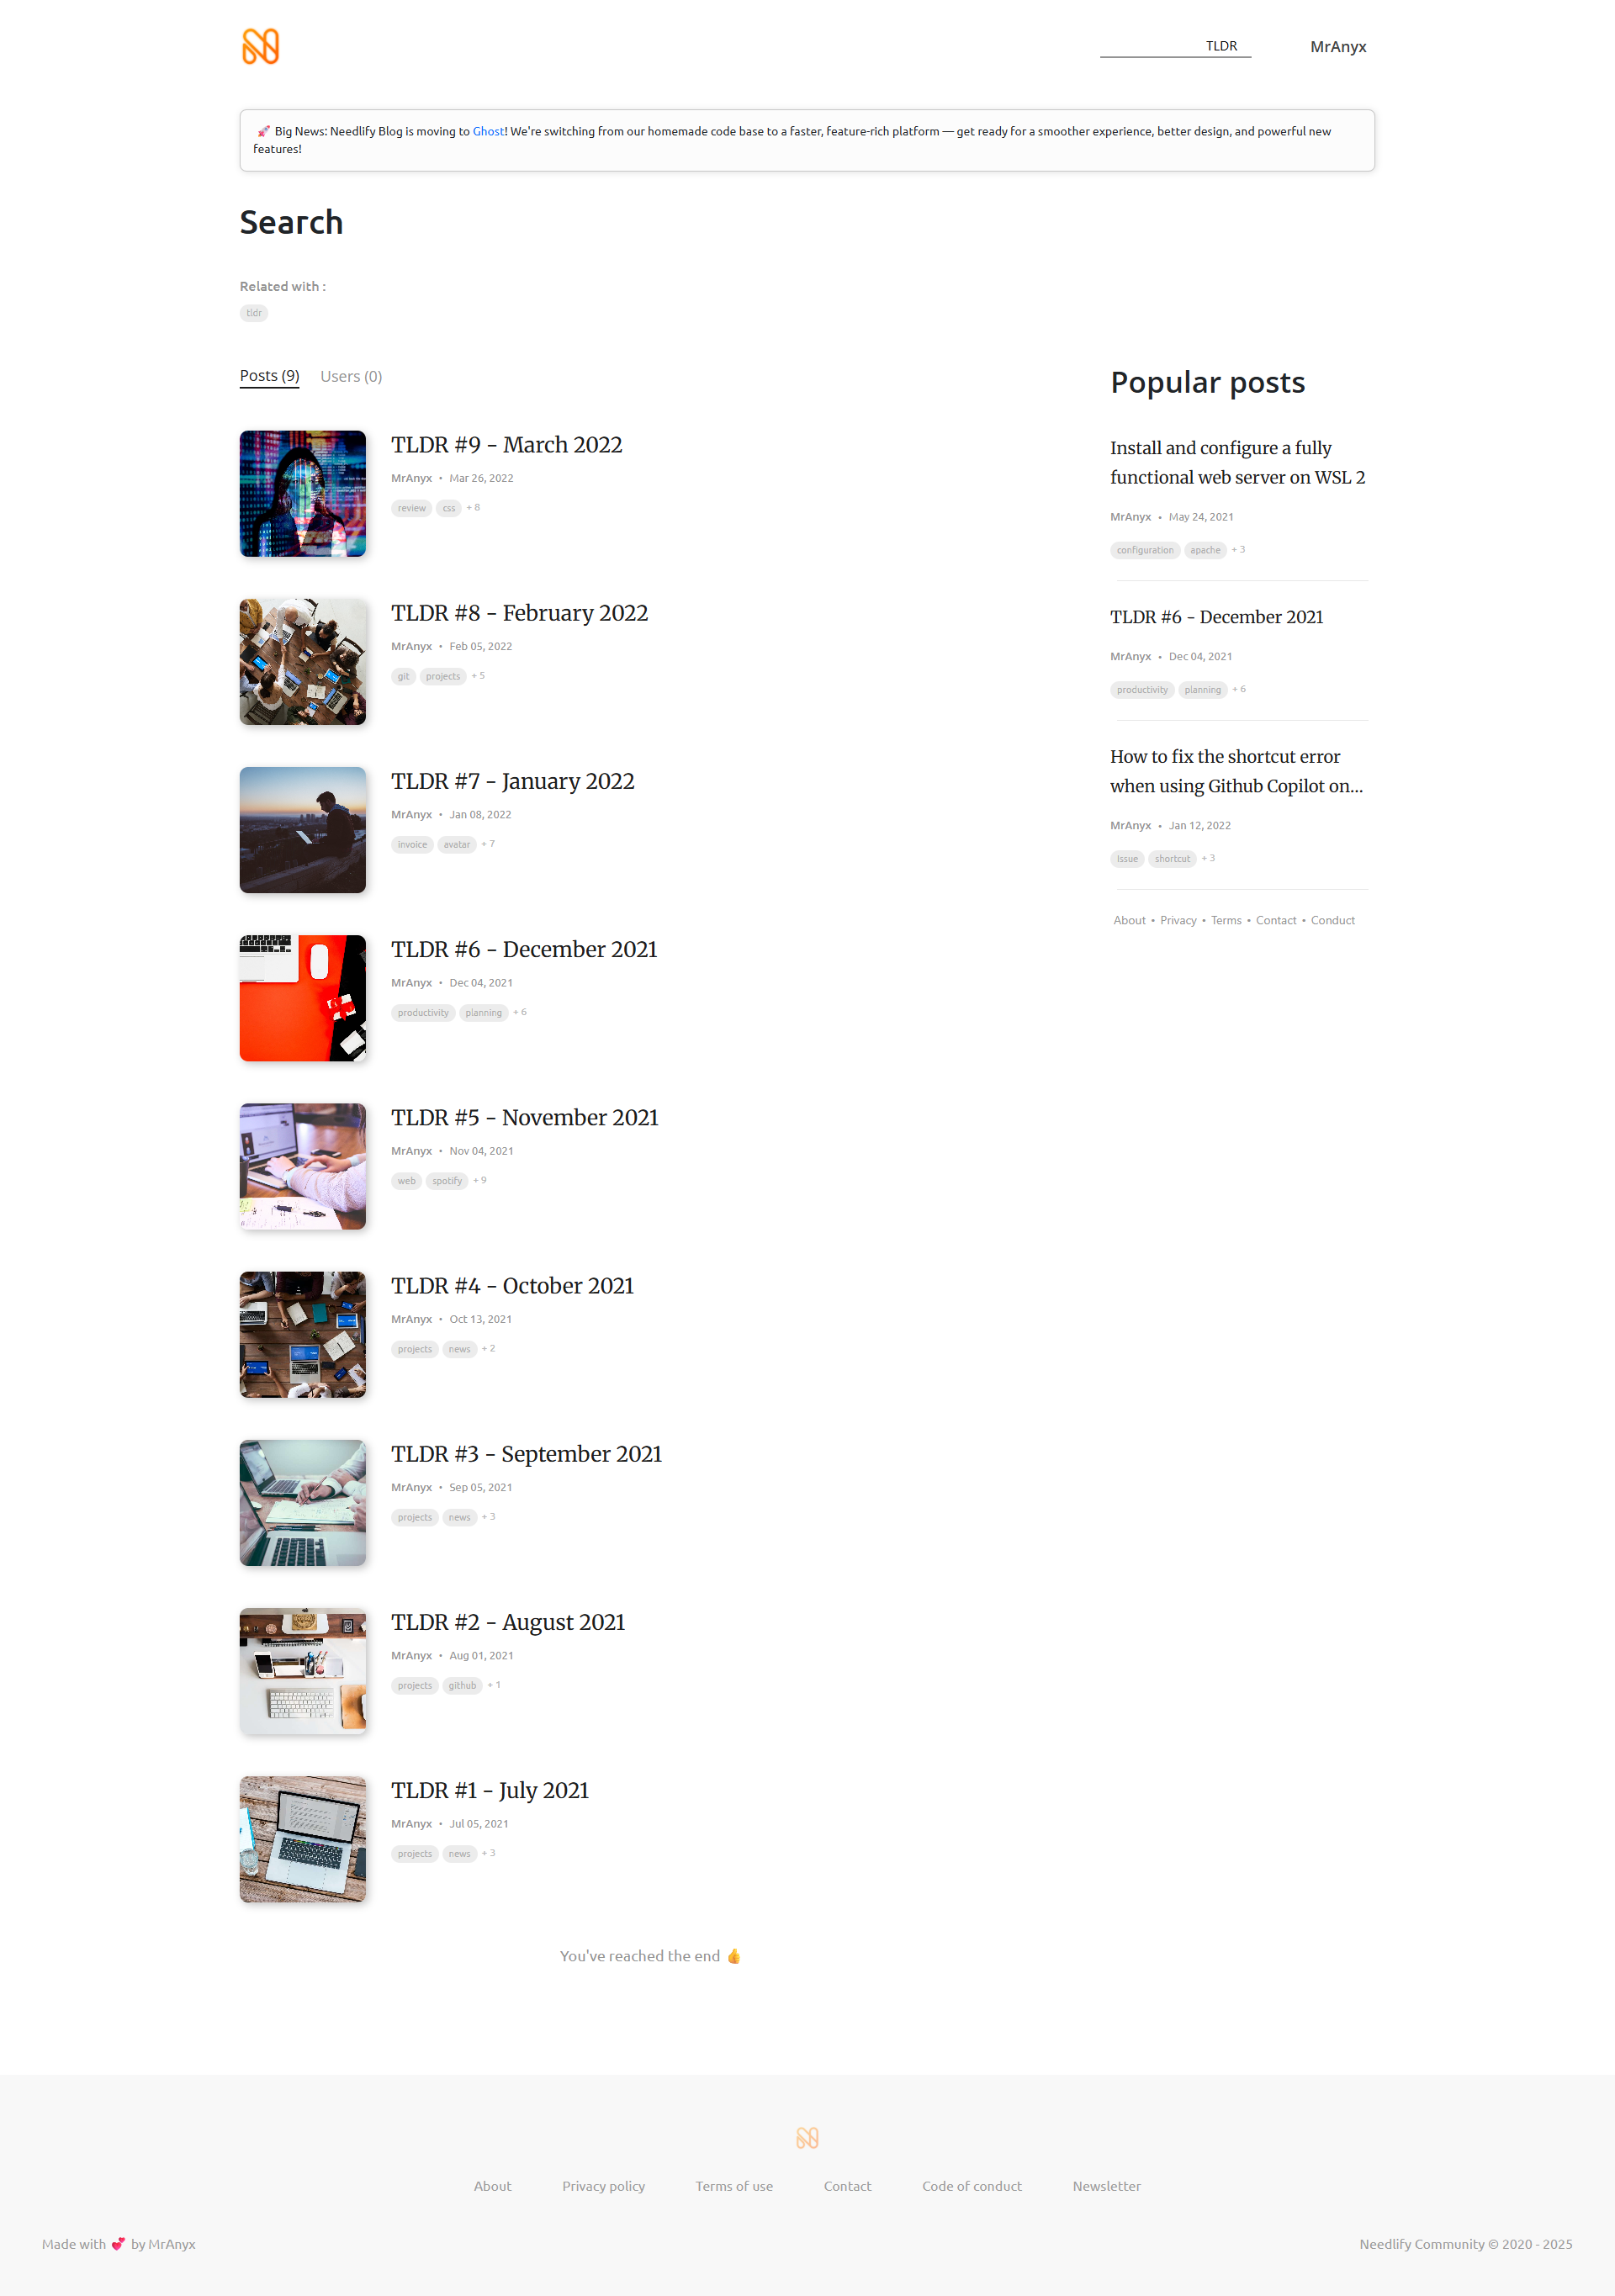 TLDR
MrAnyx
🚀 Big News: Needlify Blog is moving to Ghost! We're switching from our homemade code base to a faster, feature-rich platform — get ready for a smoother experience, better design, and powerful new
features!
Search
Related with :
tldr
Posts (9) Users (0)
TLDR #9 - March 2022
MrAnyx • Mar 26, 2022
review css + 8
TLDR #8 - February 2022
MrAnyx • Feb 05, 2022
git projects + 5
TLDR #7 - January 2022
MrAnyx • Jan 08, 2022
invoice avatar + 7
TLDR #6 - December 2021
MrAnyx • Dec 04, 2021
productivity planning + 6
TLDR #5 - November 2021
MrAnyx • Nov 04, 2021
web spotify + 9
TLDR #4 - October 2021
MrAnyx • Oct 13, 2021
projects news + 2
TLDR #3 - September 2021
MrAnyx • Sep 05, 2021
projects news + 3
TLDR #2 - August 2021
MrAnyx • Aug 01, 2021
projects github + 1
TLDR #1 - July 2021
MrAnyx • Jul 05, 2021
projects news + 3
You've reached the end 👍
Popular posts
Install and configure a fully
functional web server on WSL 2
MrAnyx • May 24, 2021
configuration apache + 3
TLDR #6 - December 2021
MrAnyx • Dec 04, 2021
productivity planning + 6
How to fix the shortcut error
when using Github Copilot on...
MrAnyx • Jan 12, 2022
Issue shortcut + 3
About • Privacy • Terms • Contact • Conduct
About Privacy policy Terms of use Contact Code of conduct Newsletter
Made with 💕 by MrAnyx
Needlify Community © 2020 - 2025